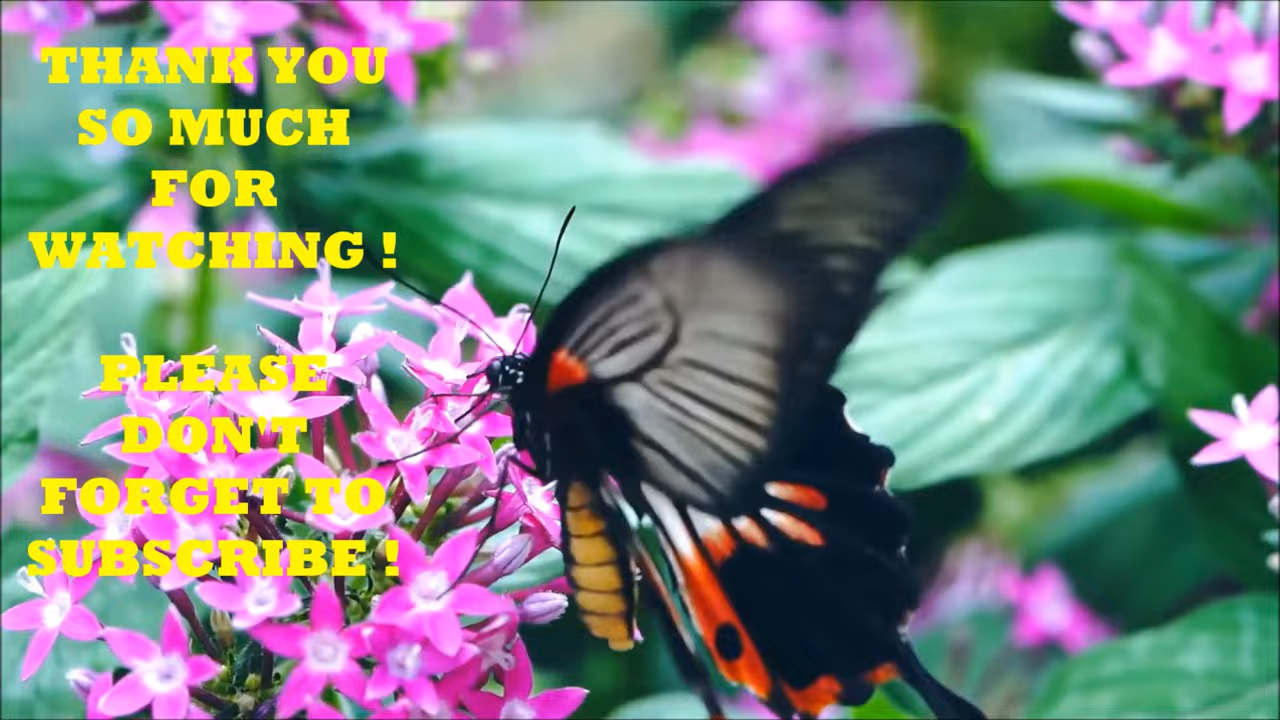 THANK YOU
SO MUCH
FOR
WATCHING !
PLEASE
DON'T
FORGET TO
SUBSCRIBE !